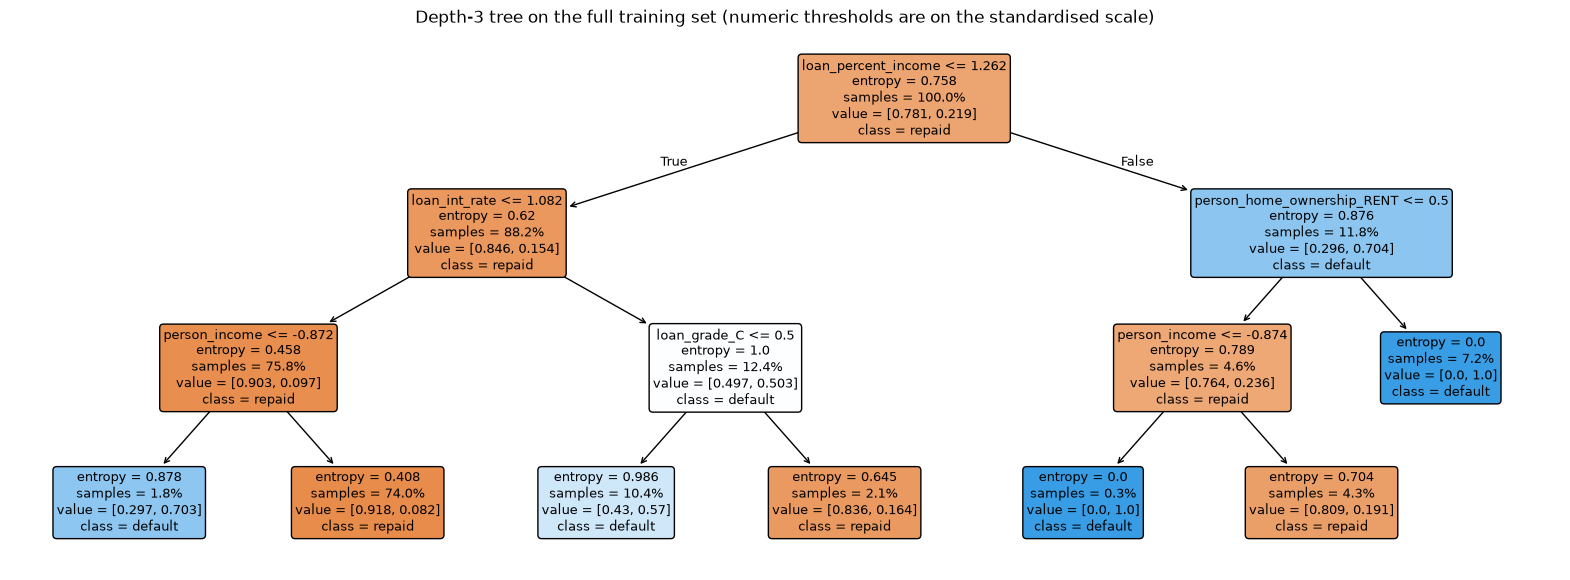 Depth-3 tree on the full training set (numeric thresholds are on the standardised scale)
loan_percent_income <= 1.262
entropy = 0.758
samples = 100.0%
value = [0.781, 0.219]
class = repaid
True
False
loan_int_rate <= 1.082
entropy = 0.62
samples = 88.2%
value = [0.846, 0.154]
class = repaid
person_home_ownership_RENT <= 0.5
entropy = 0.876
samples = 11.8%
value = [0.296, 0.704]
class = default
person_income <= -0.872
entropy = 0.458
samples = 75.8%
value = [0.903, 0.097]
class = repaid
loan_grade_C <= 0.5
entropy = 1.0
samples = 12.4%
value = [0.497, 0.503]
class = default
person_income <= -0.874
entropy = 0.789
samples = 4.6%
value = [0.764, 0.236]
class = repaid
entropy = 0.0
samples = 7.2%
value = [0.0, 1.0]
class = default
entropy = 0.878
samples = 1.8%
value = [0.297, 0.703]
class = default
entropy = 0.408
samples = 74.0%
value = [0.918, 0.082]
class = repaid
entropy = 0.986
samples = 10.4%
value = [0.43, 0.57]
class = default
entropy = 0.645
samples = 2.1%
value = [0.836, 0.164]
class = repaid
entropy = 0.0
samples = 0.3%
value = [0.0, 1.0]
class = default
entropy = 0.704
samples = 4.3%
value = [0.809, 0.191]
class = repaid